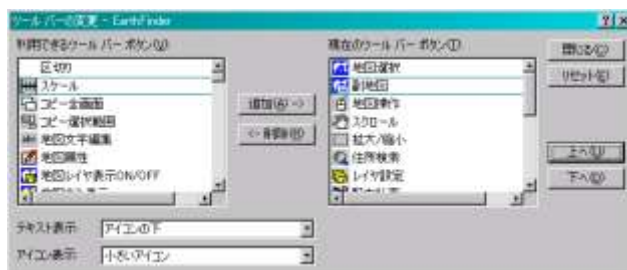 ツール バーの変更 - EarthFinder
利用できるツール バー ボタン(V)
区切り
スケール
コピー全画面
コピー選択範囲
地図文字編集
地図属性
地図レイヤ表示ON/OFF
追加(A) ->
<- 削除(R)
現在のツール バー ボタン(T)
地図選択
副地図
地図操作
スクロール
拡大/縮小
住所検索
レイヤ設定
閉じる(C)
リセット(E)
上へ(U)
下へ(D)
テキスト表示
アイコンの下
アイコン表示
小さいアイコン